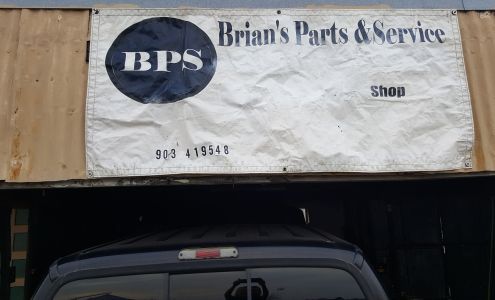 BPS
Brian's Parts & Service
Shop
903 419548